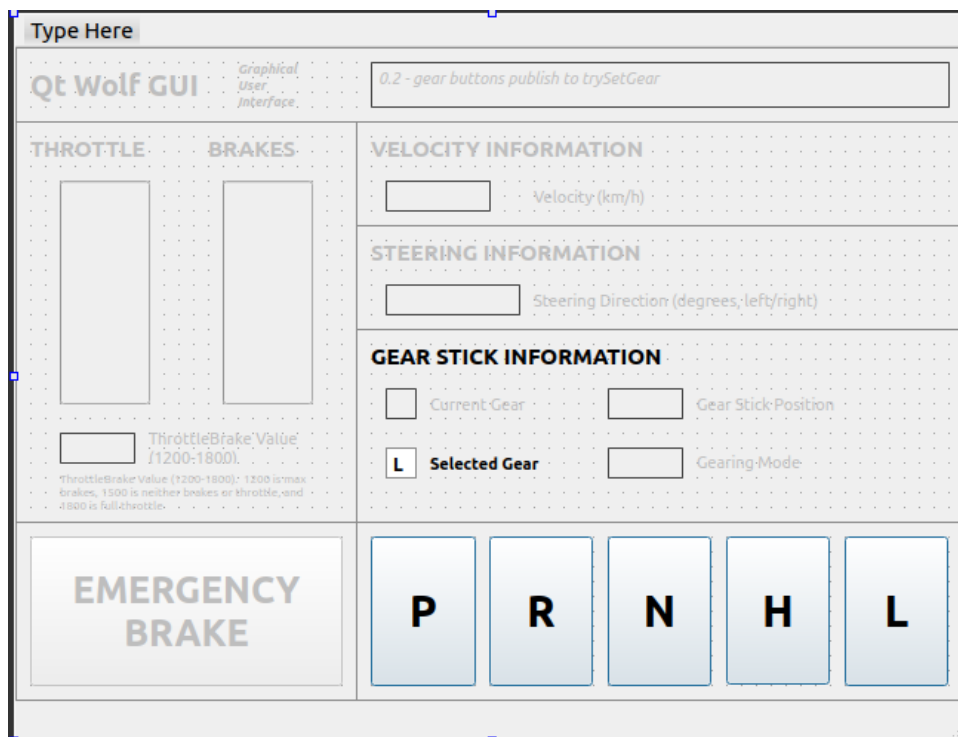 Type Here
Qt Wolf GUI
Graphical
User
Interface
0.2 - gear buttons publish to trySetGear
THROTTLE
BRAKES
VELOCITY INFORMATION
Velocity (km/h)
STEERING INFORMATION
Steering Direction (degrees, left/right)
GEAR STICK INFORMATION
Current Gear
Gear Stick Position
L
Selected Gear
Gearing Mode
ThrottleBrake Value
(1200-1800)
ThrottleBrake Value (1200-1800): 1200 is max
brakes, 1500 is neither brakes or throttle, and
1800 is full throttle.
EMERGENCY
BRAKE
P
R
N
H
L